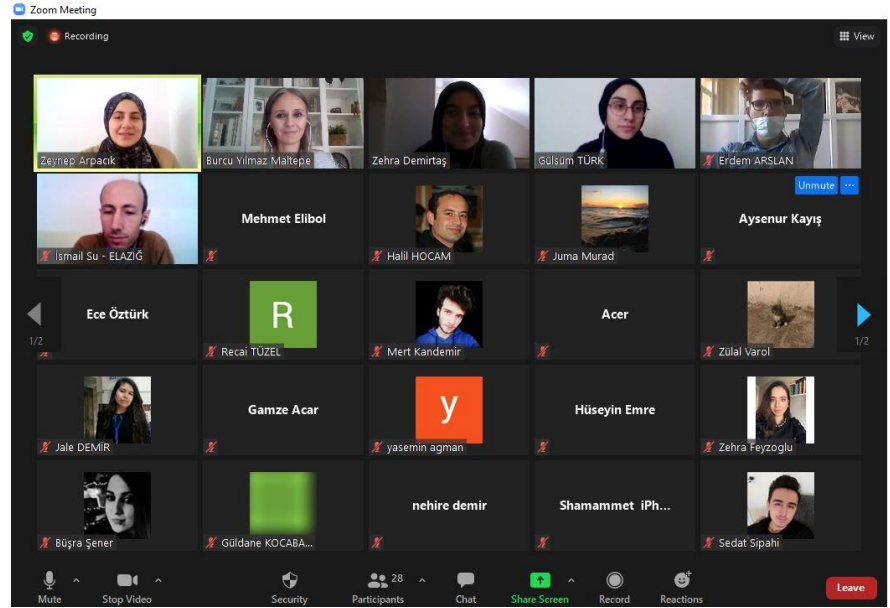 Zoom Meeting
Recording
View
Zeynep Arpacık
Burcu Yılmaz Maltepe
Zehra Demirtaş
Gülsüm TÜRK
Erdem ARSLAN
İsmail Su - ELAZIĞ
Mehmet Elibol
Halil HOCAM
Juma Murad
Unmute ...
Aysenur Kayış
Ece Öztürk
1/2
R
Recai TÜZEL
Mert Kandemir
Acer
Zülal Varol
1/2
Jale DEMİR
Gamze Acar
y
yasemin agman
Hüseyin Emre
Zehra Feyzoglu
Büşra Şener
Güldane KOCABA...
nehire demir
Shamammet iPh...
Sedat Sipahi
Mute
Stop Video
Security
28
Participants
Chat
Share Screen
Record
Reactions
Leave